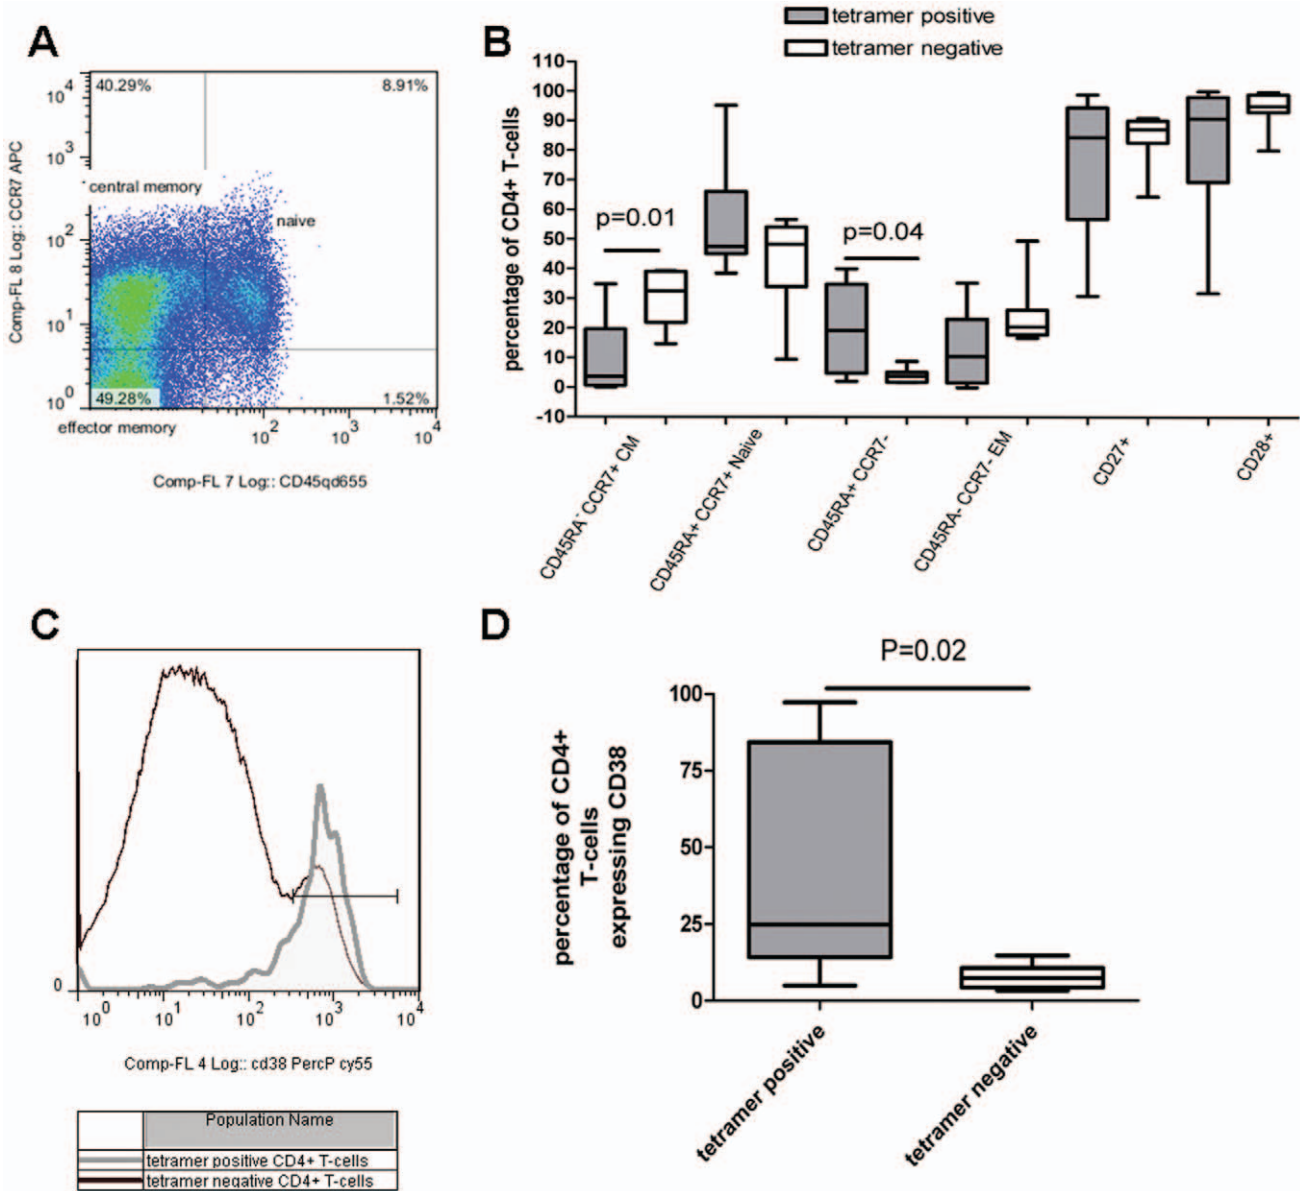 A
40.29%
8.91%
10^4
10^3
10^2
10^1
10^0
central memory
naive
49.28%
1.52%
effector memory
10^2
10^3
10^4
Comp-FL 8 Log:: CCR7 APC
Comp-FL 7 Log:: CD45qd655
B
tetramer positive
tetramer negative
percentage of CD4+ T-cells
110
100
90
80
70
60
50
40
30
20
10
0
-10
p=0.01
p=0.04
CD45RA- CCR7+ CM
CD45RA+ CCR7+ Naive
CD45RA+ CCR7-
CD45RA- CCR7- EM
CD27+
CD28+
C
0
10^0
10^1
10^2
10^3
10^4
Comp-FL 4 Log:: cd38 PercP cy55
Population Name
tetramer positive CD4+ T-cells
tetramer negative CD4+ T-cells
D
P=0.02
percentage of CD4+
T-cells
expressing CD38
100
75
50
25
0
tetramer positive
tetramer negative